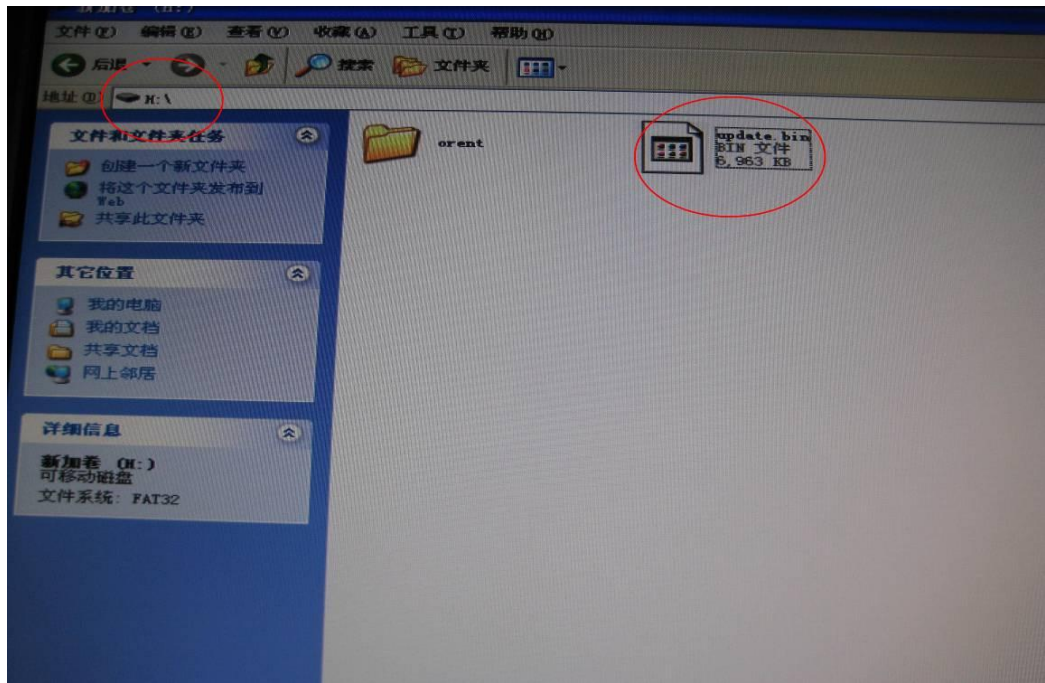 新加卷 (H:)
文件(F) 编辑(E) 查看(V) 收藏(A) 工具(T) 帮助(H)
后退 搜索 文件夹
地址(D) H:\
文件和文件夹任务
创建一个新文件夹
将这个文件夹发布到
Web
共享此文件夹
其它位置
我的电脑
我的文档
共享文档
网上邻居
详细信息
新加卷 (H:)
可移动磁盘
文件系统: FAT32
orent
update.bin
BIN 文件
6,963 KB